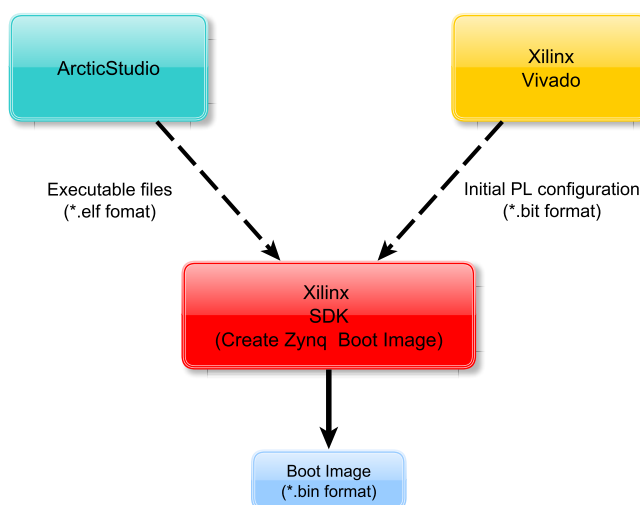 ArcticStudio
Xilinx
Vivado
Executable files
(*.elf fomat)
Initial PL configuration
(*.bit format)
Xilinx
SDK
(Create Zynq Boot Image)
Boot Image
(*.bin format)